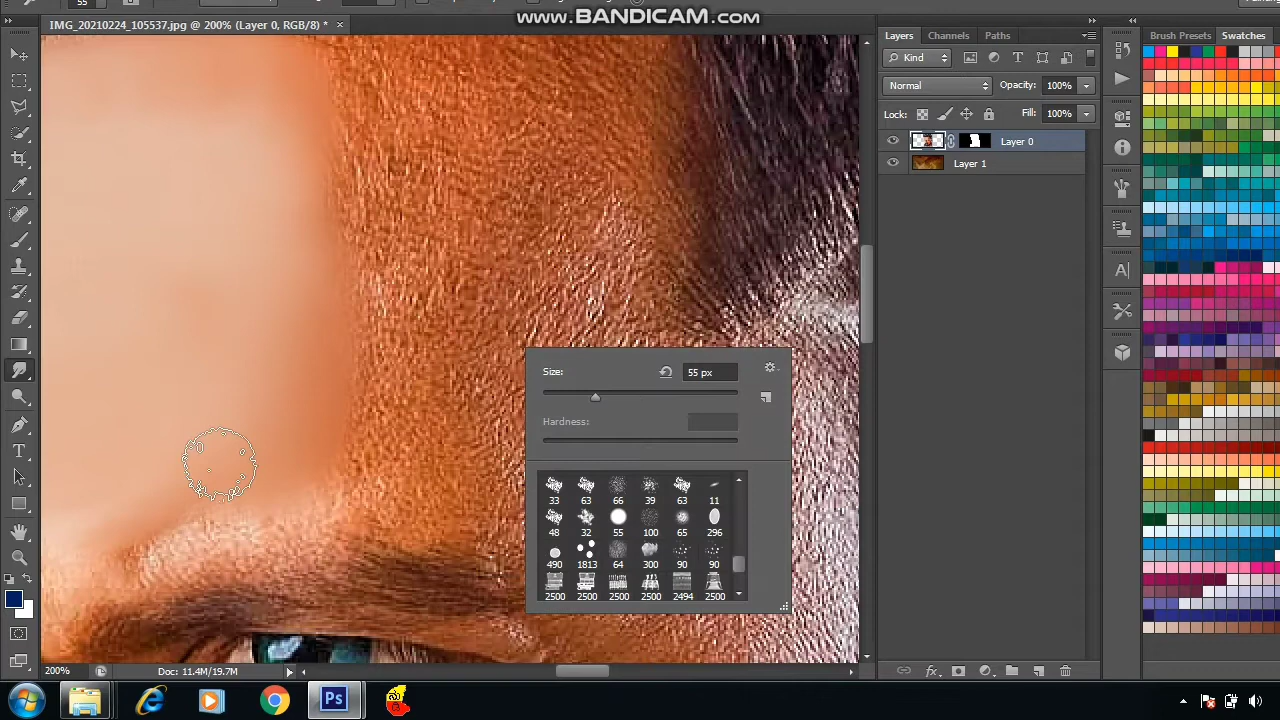 www.BANDICAM.com
55
IMG_20210224_105537.jpg @ 200% (Layer 0, RGB/8) * ×
Layers Channels Paths
Brush Presets Swatches
Kind
Normal Opacity: 100%
Lock: Fill: 100%
Layer 0
Layer 1
Size: 55 px
Hardness:
33 63 66 39 63 11
48 32 55 100 65 296
490 1813 64 300 90 90
2500 2500 2500 2500 2494 2500
200% Doc: 11.4M/19.7M
fx
Ps